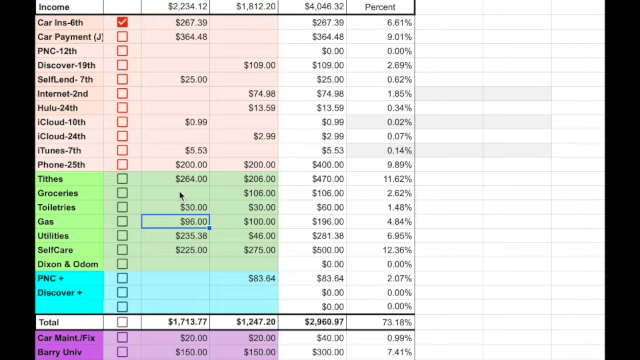 Income $2,234.12 $1,812.20 $4,046.32 Percent
Car Ins-6th $267.39 $267.39 6.61%
Car Payment (J) $364.48 $364.48 9.01%
PNC-12th $0.00 0.00%
Discover-19th $109.00 $109.00 2.69%
SelfLend- 7th $25.00 $25.00 0.62%
Internet-2nd $74.98 $74.98 1.85%
Hulu-24th $13.59 $13.59 0.34%
iCloud-10th $0.99 $0.99 0.02%
iCloud-24th $2.99 $2.99 0.07%
iTunes-7th $5.53 $5.53 0.14%
Phone-25th $200.00 $200.00 $400.00 9.89%
Tithes $264.00 $206.00 $470.00 11.62%
Groceries $106.00 $106.00 2.62%
Toiletries $30.00 $30.00 $60.00 1.48%
Gas $96.00 $100.00 $196.00 4.84%
Utilities $235.38 $46.00 $281.38 6.95%
SelfCare $225.00 $275.00 $500.00 12.36%
Dixon & Odom $0.00 0.00%
PNC + $83.64 $83.64 2.07%
Discover + $0.00 0.00%
$0.00 0.00%
Total $1,713.77 $1,247.20 $2,960.97 73.18%
Car Maint./Fix $20.00 $20.00 $40.00 0.99%
Barry Univ $150.00 $150.00 $300.00 7.41%